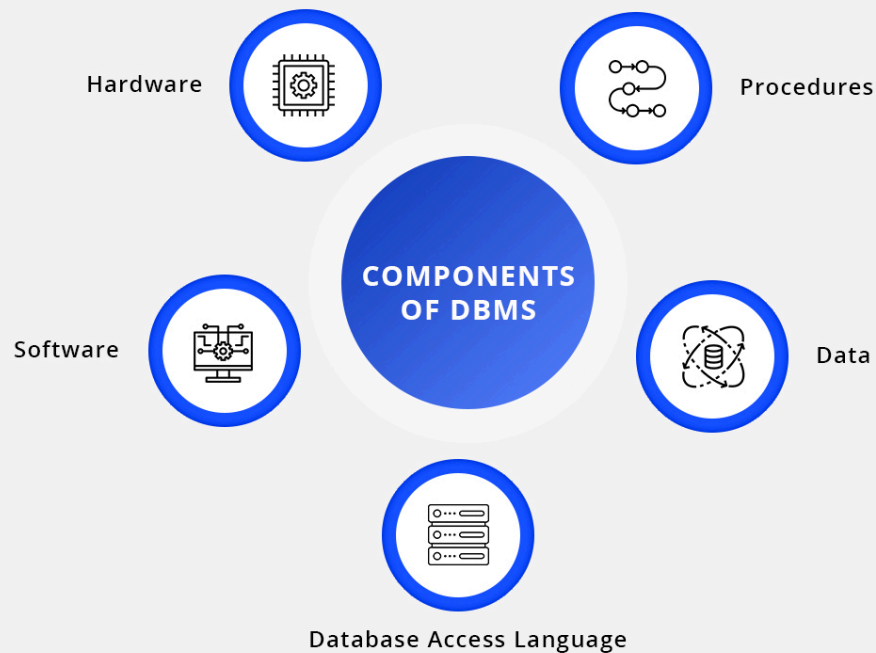 Hardware
Procedures
COMPONENTS
OF DBMS
Software
Data
Database Access Language